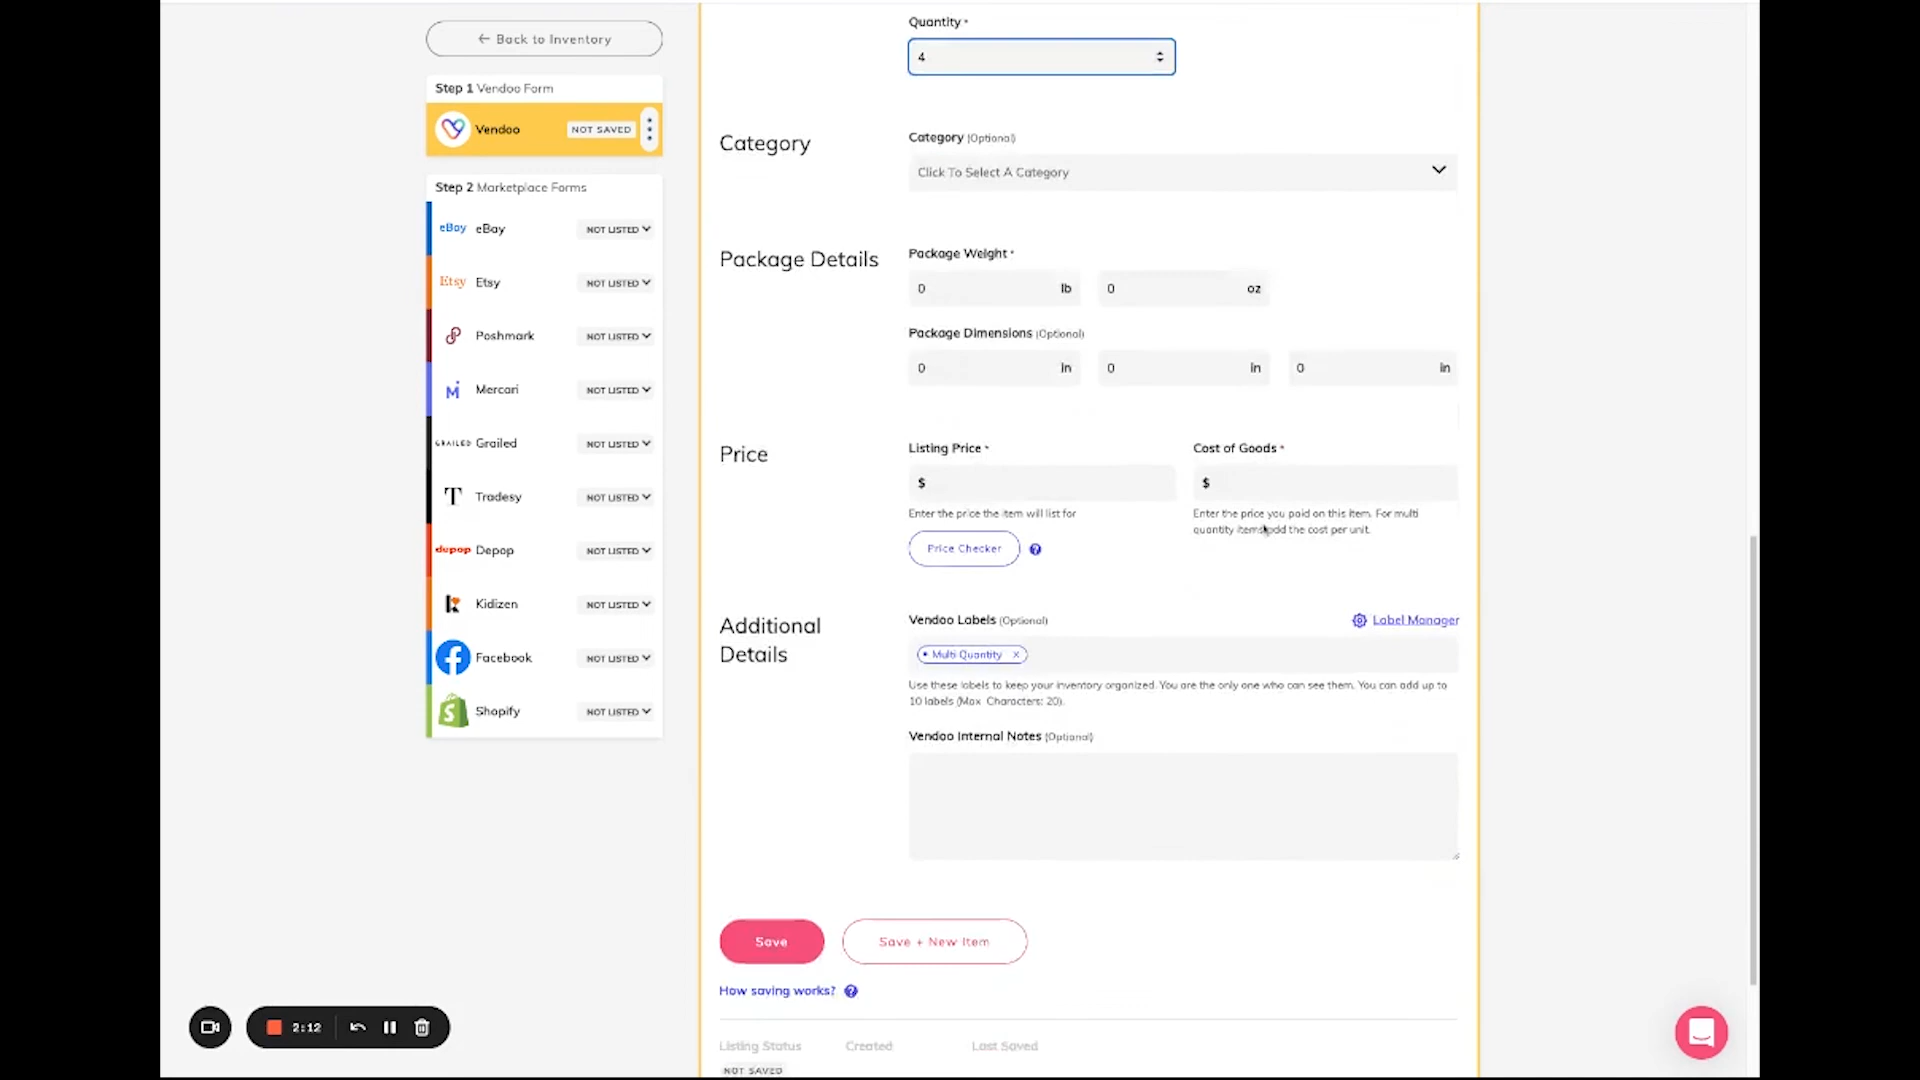 Back to Inventory
Step 1 Vendoo Form
Vendoo NOT SAVED
Step 2 Marketplace Forms
eBay eBay NOT LISTED
Etsy Etsy NOT LISTED
Poshmark NOT LISTED
Mercari NOT LISTED
GRAILED Grailed NOT LISTED
T Tradesy NOT LISTED
depop Depop NOT LISTED
Kidizen NOT LISTED
Facebook NOT LISTED
Shopify NOT LISTED
Quantity *
4
Category
Category (Optional)
Click To Select A Category
Package Details
Package Weight *
0 lb 0 oz
Package Dimensions (Optional)
0 in 0 in 0 in
Price
Listing Price *
$
Enter the price the item will list for
Price Checker ?
Cost of Goods *
$
Enter the price you paid on this item. For multi
quantity items add the cost per unit.
Additional
Details
Vendoo Labels (Optional)
Label Manager
• Multi Quantity ×
Use these labels to keep your inventory organized. You are the only one who can see them. You can add up to
10 labels (Max Characters: 20).
Vendoo Internal Notes (Optional)
Save
Save + New Item
How saving works? ?
Listing Status Created Last Saved
NOT SAVED
2:12